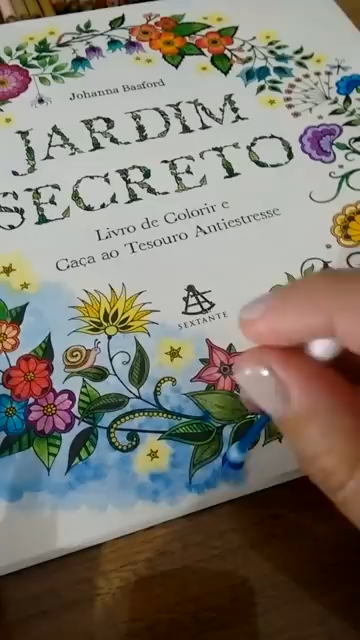 Johanna Basford
JARDIM
SECRETO
Livro de Colorir e
Caça ao Tesouro Antiestresse
SEXTANTE